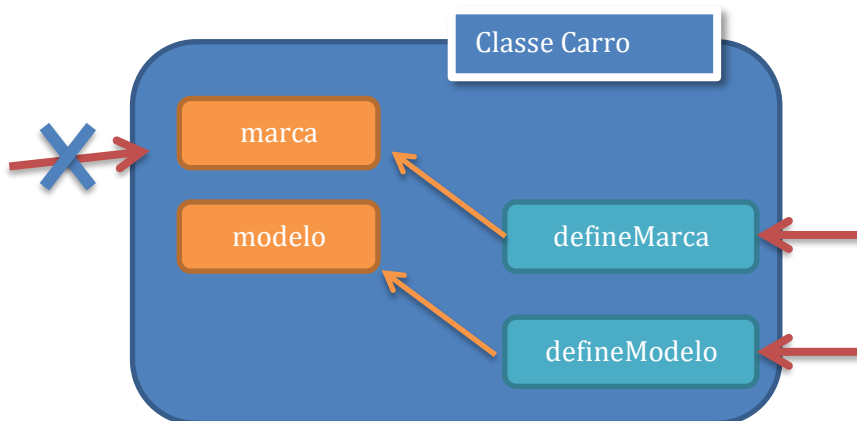 Classe Carro
marca
modelo
defineMarca
defineModelo